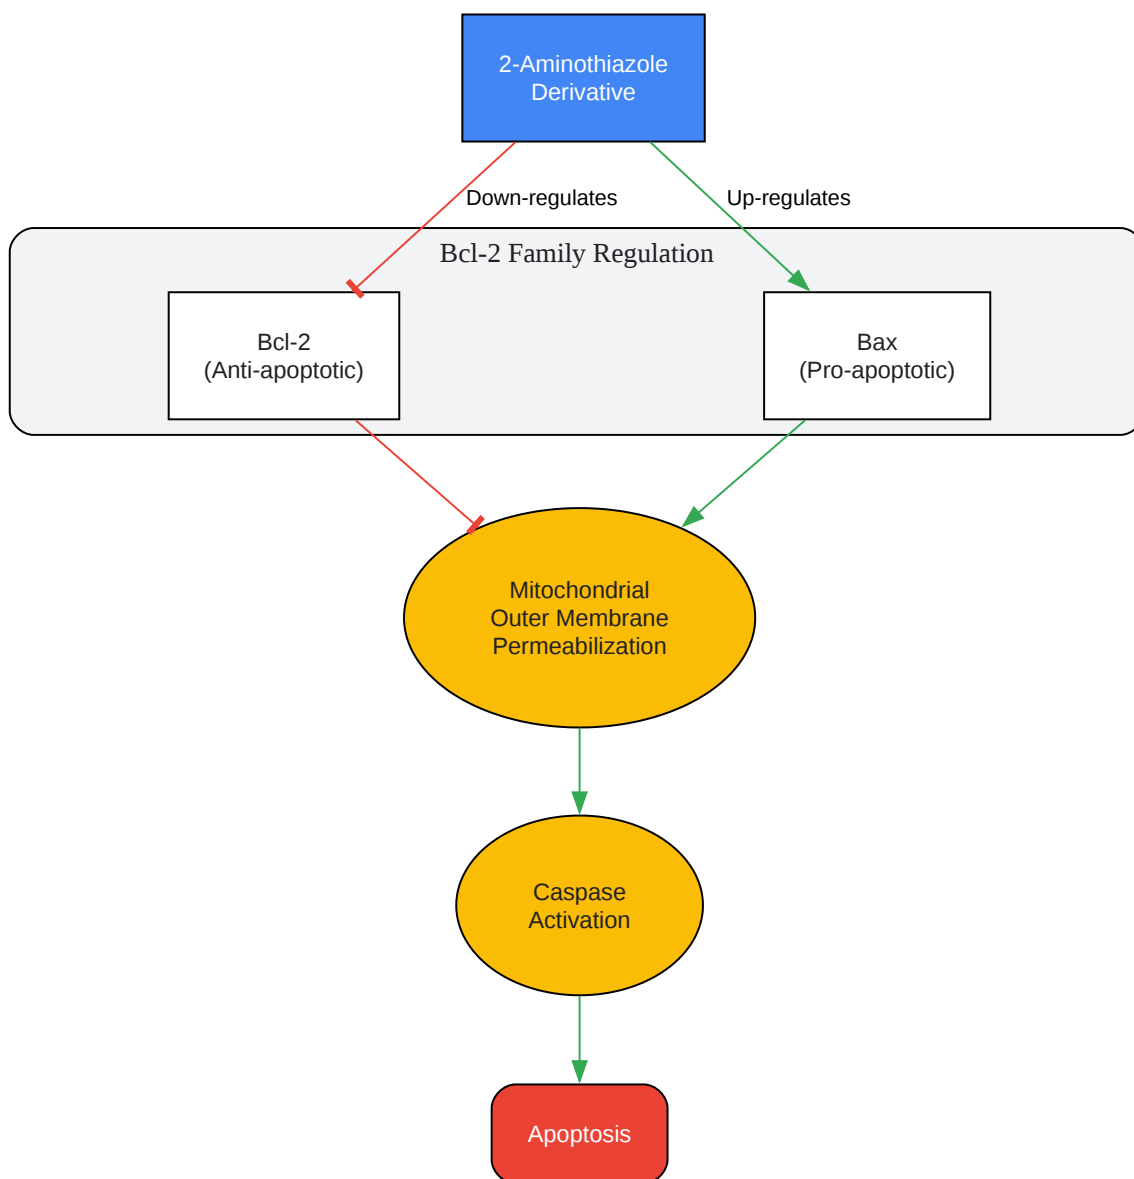 2-Aminothiazole
Derivative
Down-regulates
Up-regulates
Bcl-2 Family Regulation
Bcl-2
(Anti-apoptotic)
Bax
(Pro-apoptotic)
Mitochondrial
Outer Membrane
Permeabilization
Caspase
Activation
Apoptosis